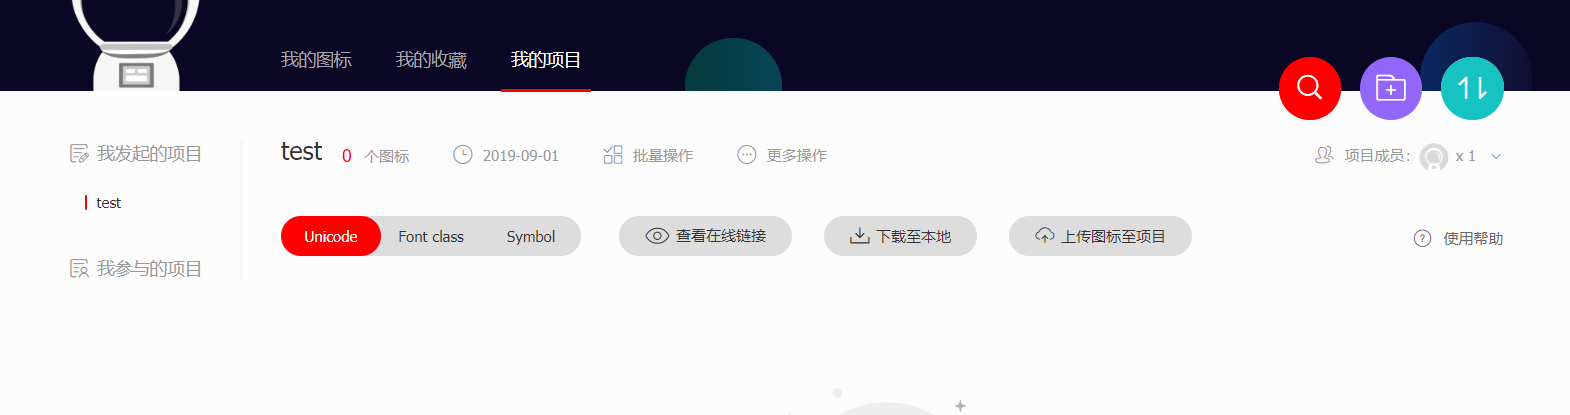 我的图标 我的收藏 我的项目
我发起的项目
test
我参与的项目
test 0 个图标 2019-09-01 批量操作 更多操作 项目成员： x 1
Unicode Font class Symbol 查看在线链接 下载至本地 上传图标至项目 使用帮助